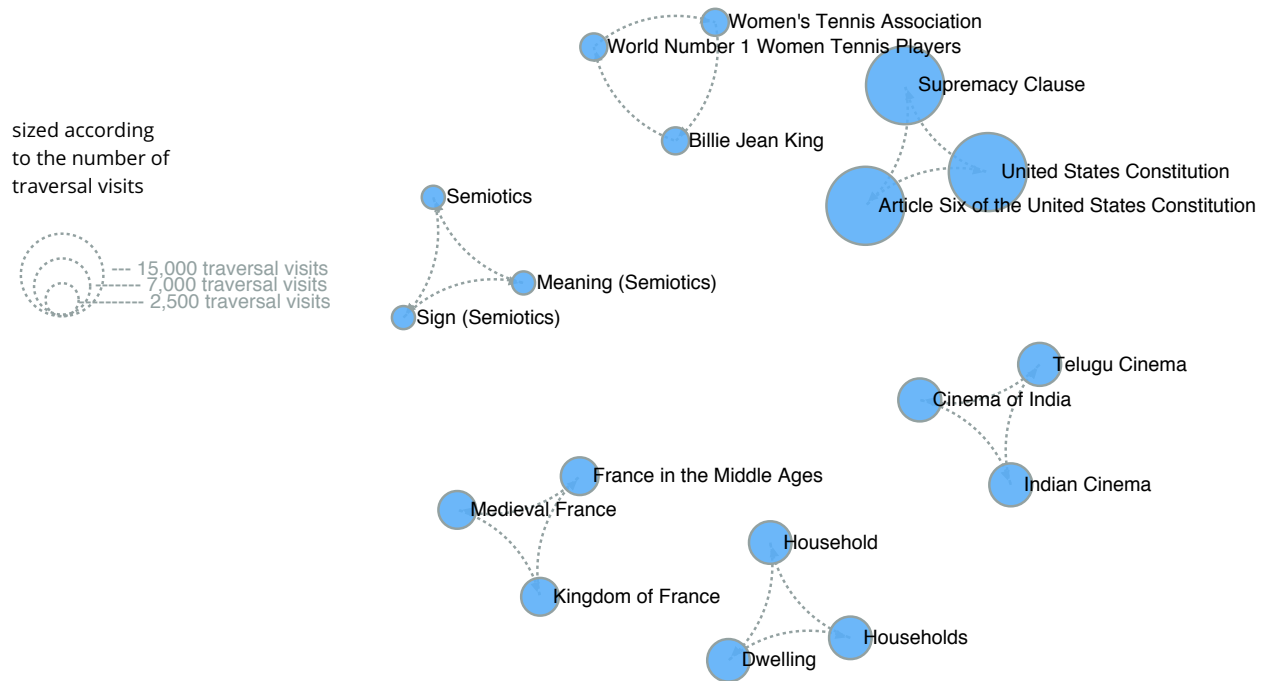 Women's Tennis Association
World Number 1 Women Tennis Players
Supremacy Clause
sized according
to the number of
traversal visits
Billie Jean King
United States Constitution
Semiotics
Article Six of the United States Constitution
15,000 traversal visits
7,000 traversal visits
2,500 traversal visits
Meaning (Semiotics)
Sign (Semiotics)
Telugu Cinema
Cinema of India
France in the Middle Ages
Indian Cinema
Medieval France
Household
Kingdom of France
Households
Dwelling